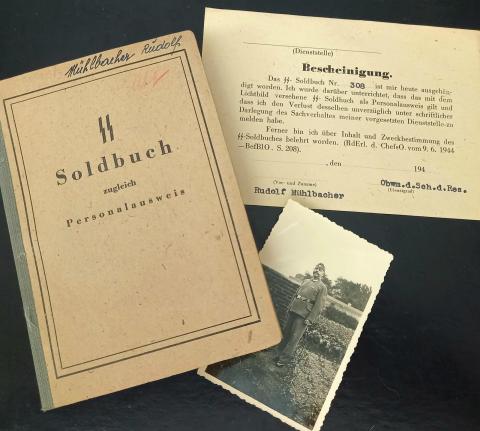 Mühlbacher Rudolf
ᛋᛋ
Soldbuch
zugleich
Personalausweis
(Dienststelle)
Bescheinigung.
Das ᛋᛋ- Soldbuch Nr. 308 ist mir heute ausgehän-
digt worden. Ich wurde darüber unterrichtet, dass das mit dem
Lichtbild versehene ᛋᛋ- Soldbuch als Personalausweis gilt und
dass ich den Verlust desselben unverzüglich unter schriftlicher
Darlegung des Sachverhaltes meiner vorgesetzten Dienststelle zu
melden habe.
Ferner bin ich über Inhalt und Zweckbestimmung des
ᛋᛋ-Soldbuches belehrt worden. (RdErl. d. ChefsO. vom 9. 6. 1944
—BefBlO. S. 208).
, den 194
(Vor- und Zuname)
Rudolf Mühlbacher
Obwm.d.Sch.d.Res.
(Dienstgrad)